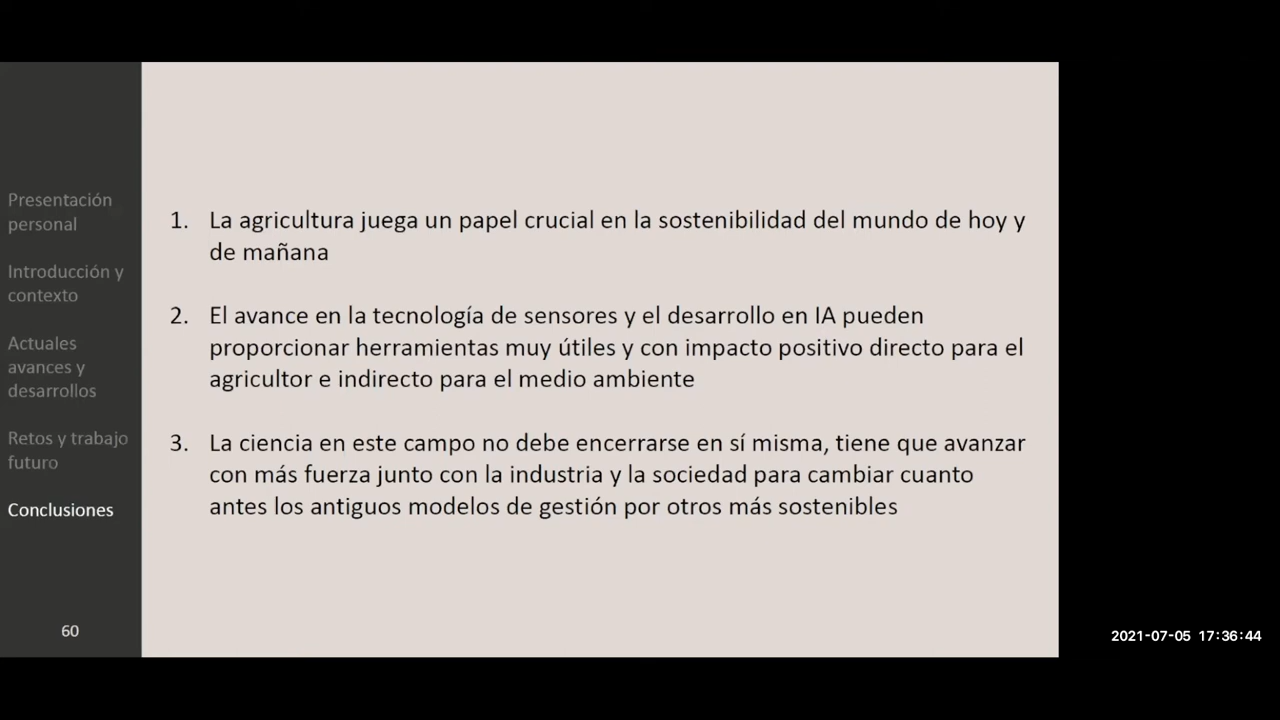 Presentación
personal
Introducción y
contexto
Actuales
avances y
desarrollos
Retos y trabajo
futuro
Conclusiones
60
1. La agricultura juega un papel crucial en la sostenibilidad del mundo de hoy y
de mañana
2. El avance en la tecnología de sensores y el desarrollo en IA pueden
proporcionar herramientas muy útiles y con impacto positivo directo para el
agricultor e indirecto para el medio ambiente
3. La ciencia en este campo no debe encerrarse en sí misma, tiene que avanzar
con más fuerza junto con la industria y la sociedad para cambiar cuanto
antes los antiguos modelos de gestión por otros más sostenibles
2021-07-05 17:36:44